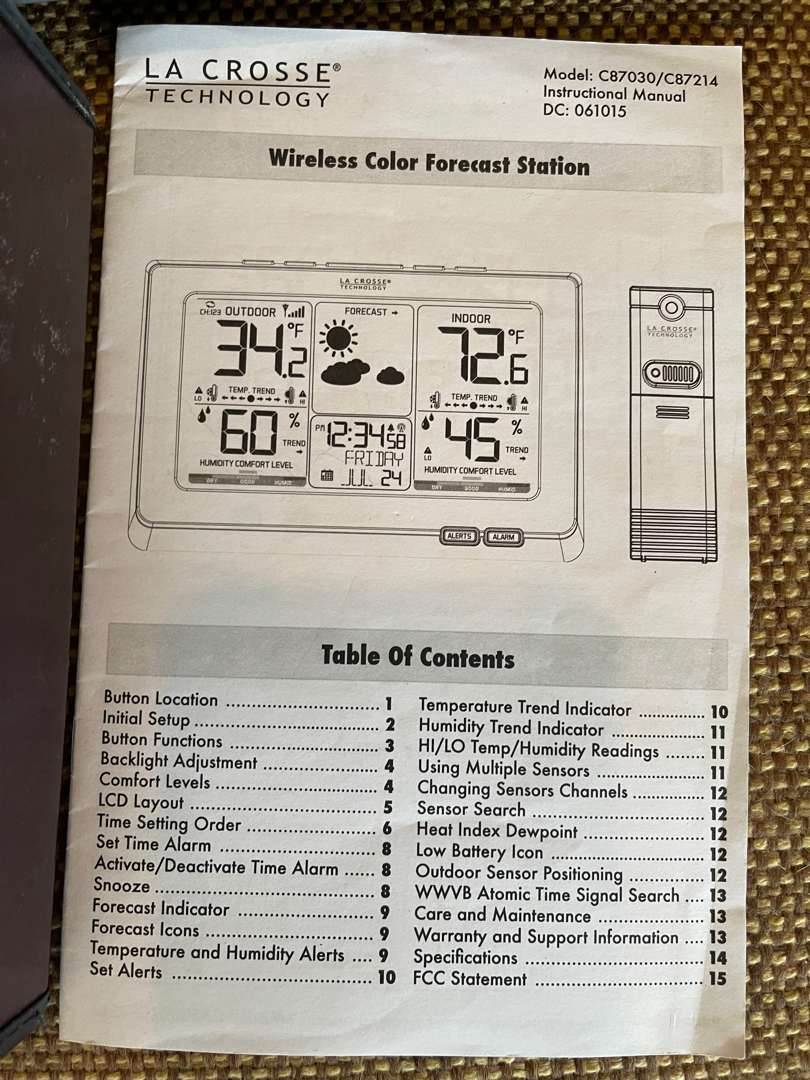 LA CROSSE®
TECHNOLOGY
Model: C87030/C87214
Instructional Manual
DC: 061015
Wireless Color Forecast Station
LA CROSSE®
TECHNOLOGY
CH:123 OUTDOOR
34.2 °F
LO TEMP. TREND HI
60 %
TREND
HUMIDITY COMFORT LEVEL
DRY GOOD HUMID
FORECAST →
PM 12:34 58
FRIDAY
JUL 24
INDOOR
72.6 °F
LO TEMP. TREND HI
45 %
LO TREND
HUMIDITY COMFORT LEVEL
DRY GOOD HUMID
ALERTS ALARM
LA CROSSE®
TECHNOLOGY
Table Of Contents
Button Location ................................ 1
Initial Setup .................................... 2
Button Functions .............................. 3
Backlight Adjustment ....................... 4
Comfort Levels ................................. 4
LCD Layout ..................................... 5
Time Setting Order ........................... 6
Set Time Alarm ................................ 8
Activate/Deactivate Time Alarm ...... 8
Snooze ........................................... 8
Forecast Indicator ............................ 9
Forecast Icons ................................. 9
Temperature and Humidity Alerts .... 9
Set Alerts ..................................... 10
Temperature Trend Indicator ............. 10
Humidity Trend Indicator ................. 11
HI/LO Temp/Humidity Readings ........ 11
Using Multiple Sensors .................... 11
Changing Sensors Channels ............. 12
Sensor Search ................................ 12
Heat Index Dewpoint ...................... 12
Low Battery Icon ............................ 12
Outdoor Sensor Positioning .............. 12
WWVB Atomic Time Signal Search .... 13
Care and Maintenance .................... 13
Warranty and Support Information .... 13
Specifications ................................ 14
FCC Statement ............................... 15